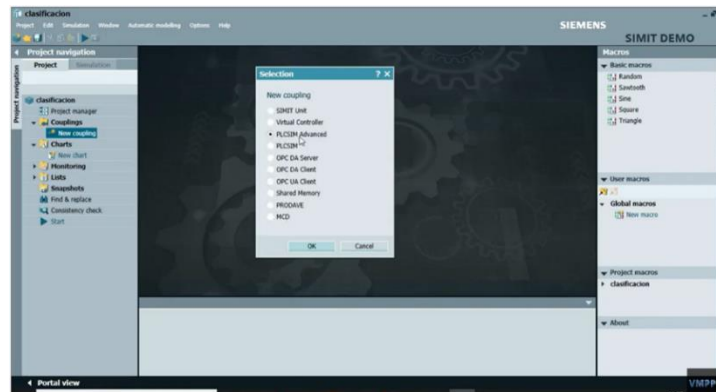 clasificacion
Project Edit Simulation Window Automatic modelling Options Help
SIEMENS
SIMIT DEMO
Project navigation
Project Simulation
Project navigation
clasificacion
Project manager
Couplings
New coupling
Charts
New chart
Monitoring
Lists
Snapshots
Find & replace
Consistency check
Start
Selection ? ×
New coupling
SIMIT Unit
Virtual Controller
PLCSIM Advanced
PLCSIM
OPC DA Server
OPC DA Client
OPC UA Client
Shared Memory
PRODAVE
MCD
OK Cancel
Macros
Basic macros
Random
Sawtooth
Sine
Square
Triangle
User macros
Global macros
New macro
Project macros
clasificacion
About
Portal view
VMPP